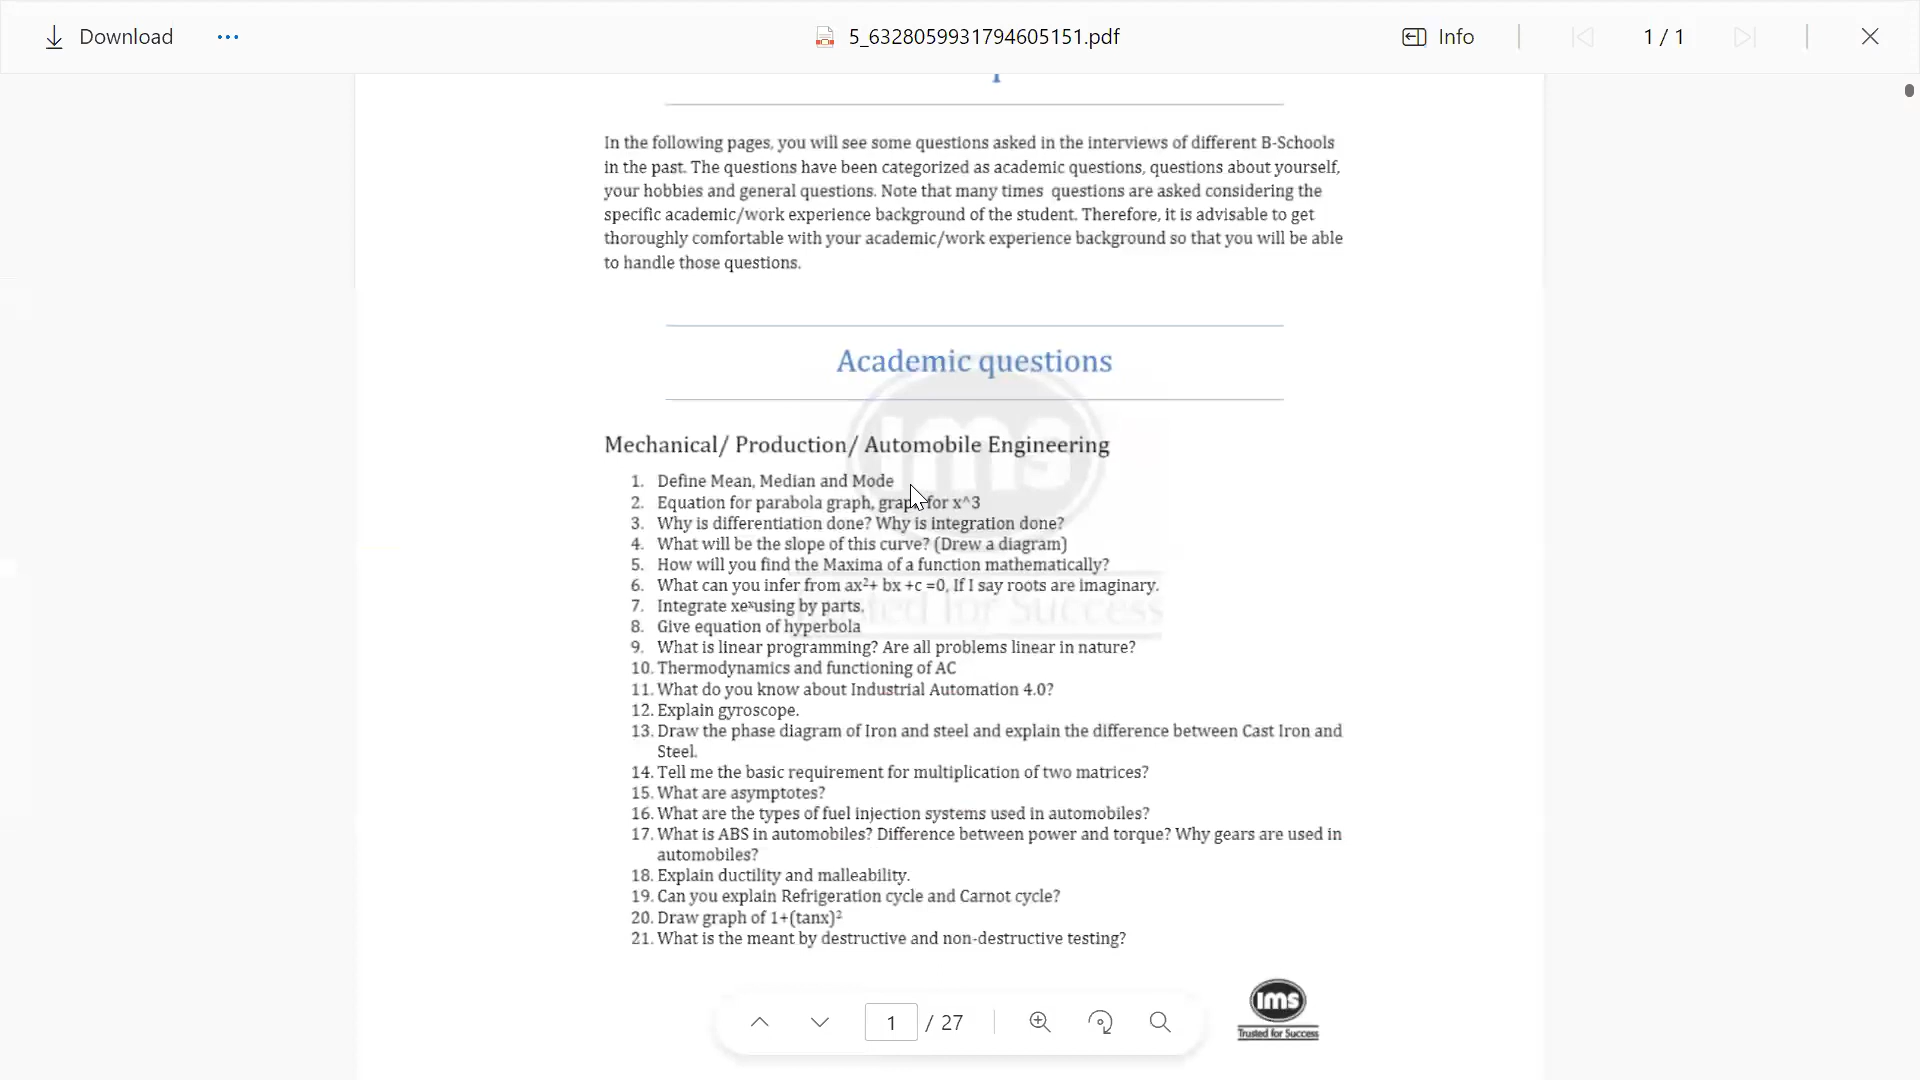 Download
5_6328059931794605151.pdf
Info
1 / 1
In the following pages, you will see some questions asked in the interviews of different B-Schools
in the past. The questions have been categorized as academic questions, questions about yourself,
your hobbies and general questions. Note that many times questions are asked considering the
specific academic/work experience background of the student. Therefore, it is advisable to get
thoroughly comfortable with your academic/work experience background so that you will be able
to handle those questions.
Academic questions
Mechanical/ Production/ Automobile Engineering
1. Define Mean, Median and Mode
2. Equation for parabola graph, graph for x^3
3. Why is differentiation done? Why is integration done?
4. What will be the slope of this curve? (Drew a diagram)
5. How will you find the Maxima of a function mathematically?
6. What can you infer from ax²+ bx +c =0, If I say roots are imaginary.
7. Integrate xeˣusing by parts.
8. Give equation of hyperbola
9. What is linear programming? Are all problems linear in nature?
10. Thermodynamics and functioning of AC
11. What do you know about Industrial Automation 4.0?
12. Explain gyroscope.
13. Draw the phase diagram of Iron and steel and explain the difference between Cast Iron and
Steel.
14. Tell me the basic requirement for multiplication of two matrices?
15. What are asymptotes?
16. What are the types of fuel injection systems used in automobiles?
17. What is ABS in automobiles? Difference between power and torque? Why gears are used in
automobiles?
18. Explain ductility and malleability.
19. Can you explain Refrigeration cycle and Carnot cycle?
20. Draw graph of 1+(tanx)²
21. What is the meant by destructive and non-destructive testing?
ims
Trusted for Success
ims
Trusted for Success
1 / 27